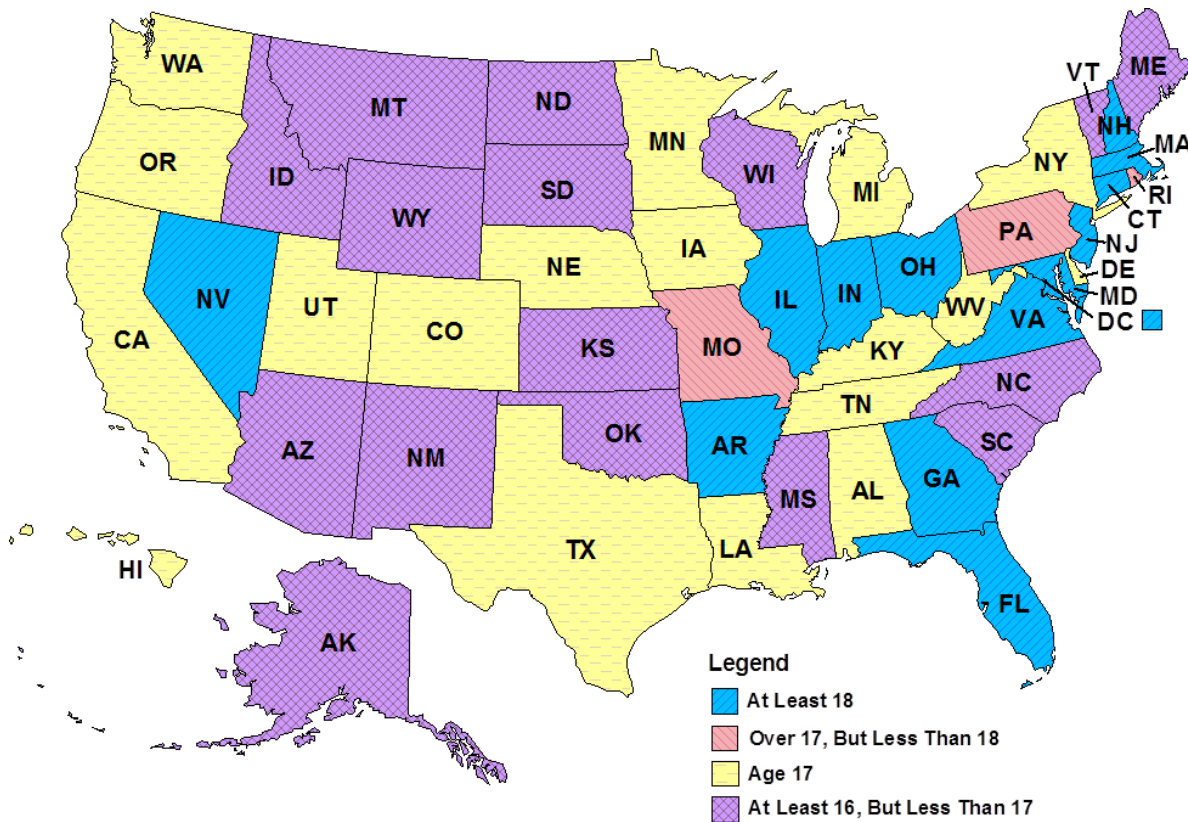 WA
MT
ND
MN
VT
ME
NH
MA
OR
ID
SD
WI
MI
NY
RI
CT
WY
IA
PA
NJ
NE
OH
DE
NV
UT
IL
IN
MD
WV
VA
DC
CA
CO
KS
MO
KY
NC
TN
AZ
NM
OK
AR
SC
MS
AL
GA
TX
LA
HI
FL
AK
Legend
At Least 18
Over 17, But Less Than 18
Age 17
At Least 16, But Less Than 17